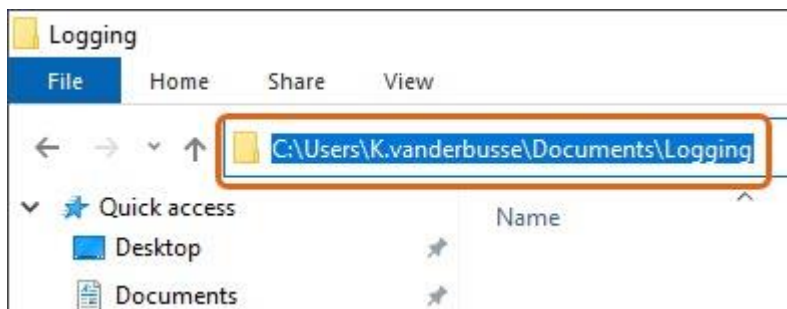 Logging
File Home Share View
C:\Users\K.vanderbusse\Documents\Logging
Quick access
Name
Desktop
Documents